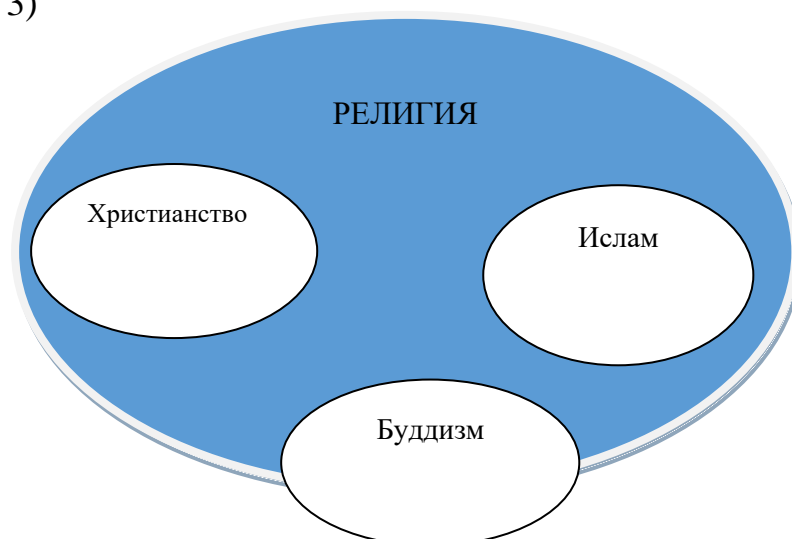 3)
РЕЛИГИЯ
Христианство
Ислам
Буддизм